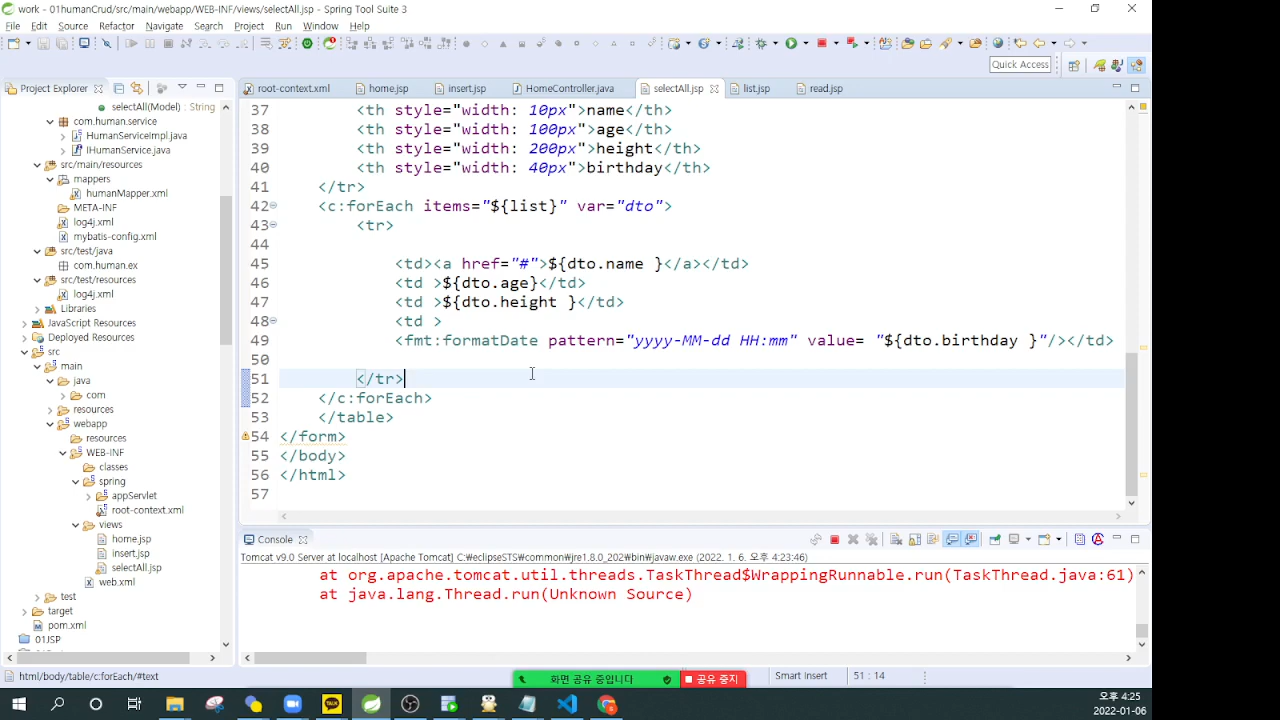 work - 01humanCrud/src/main/webapp/WEB-INF/views/selectAll.jsp - Spring Tool Suite 3
File Edit Source Refactor Navigate Search Project Run Window Help
Quick Access
Project Explorer
root-context.xml home.jsp insert.jsp HomeController.java selectAll.jsp list.jsp read.jsp
selectAll(Model) : String
com.human.service
HumanServiceImpl.java
IHumanService.java
src/main/resources
mappers
humanMapper.xml
META-INF
log4j.xml
mybatis-config.xml
src/test/java
com.human.ex
src/test/resources
log4j.xml
Libraries
JavaScript Resources
Deployed Resources
src
main
java
com
resources
webapp
resources
WEB-INF
classes
spring
appServlet
root-context.xml
views
home.jsp
insert.jsp
selectAll.jsp
web.xml
test
target
pom.xml
01JSP
37 <th style="width: 10px">name</th>
38 <th style="width: 100px">age</th>
39 <th style="width: 200px">height</th>
40 <th style="width: 40px">birthday</th>
41 </tr>
42 <c:forEach items="${list}" var="dto">
43 <tr>
44
45 <td><a href="#">${dto.name }</a></td>
46 <td >${dto.age}</td>
47 <td >${dto.height }</td>
48 <td >
49 <fmt:formatDate pattern="yyyy-MM-dd HH:mm" value= "${dto.birthday }"/></td>
50
51 </tr>
52 </c:forEach>
53 </table>
54 </form>
55 </body>
56 </html>
57
Console
Tomcat v9.0 Server at localhost [Apache Tomcat] C:₩eclipseSTS₩common₩jre1.8.0_202₩bin₩javaw.exe (2022. 1. 6. 오후 4:23:46)
at org.apache.tomcat.util.threads.TaskThread$WrappingRunnable.run(TaskThread.java:61)
at java.lang.Thread.run(Unknown Source)
html/body/table/c:forEach/#text
화면 공유 중입니다
공유 중지
Smart Insert
51 : 14
TALK
오후 4:25
2022-01-06